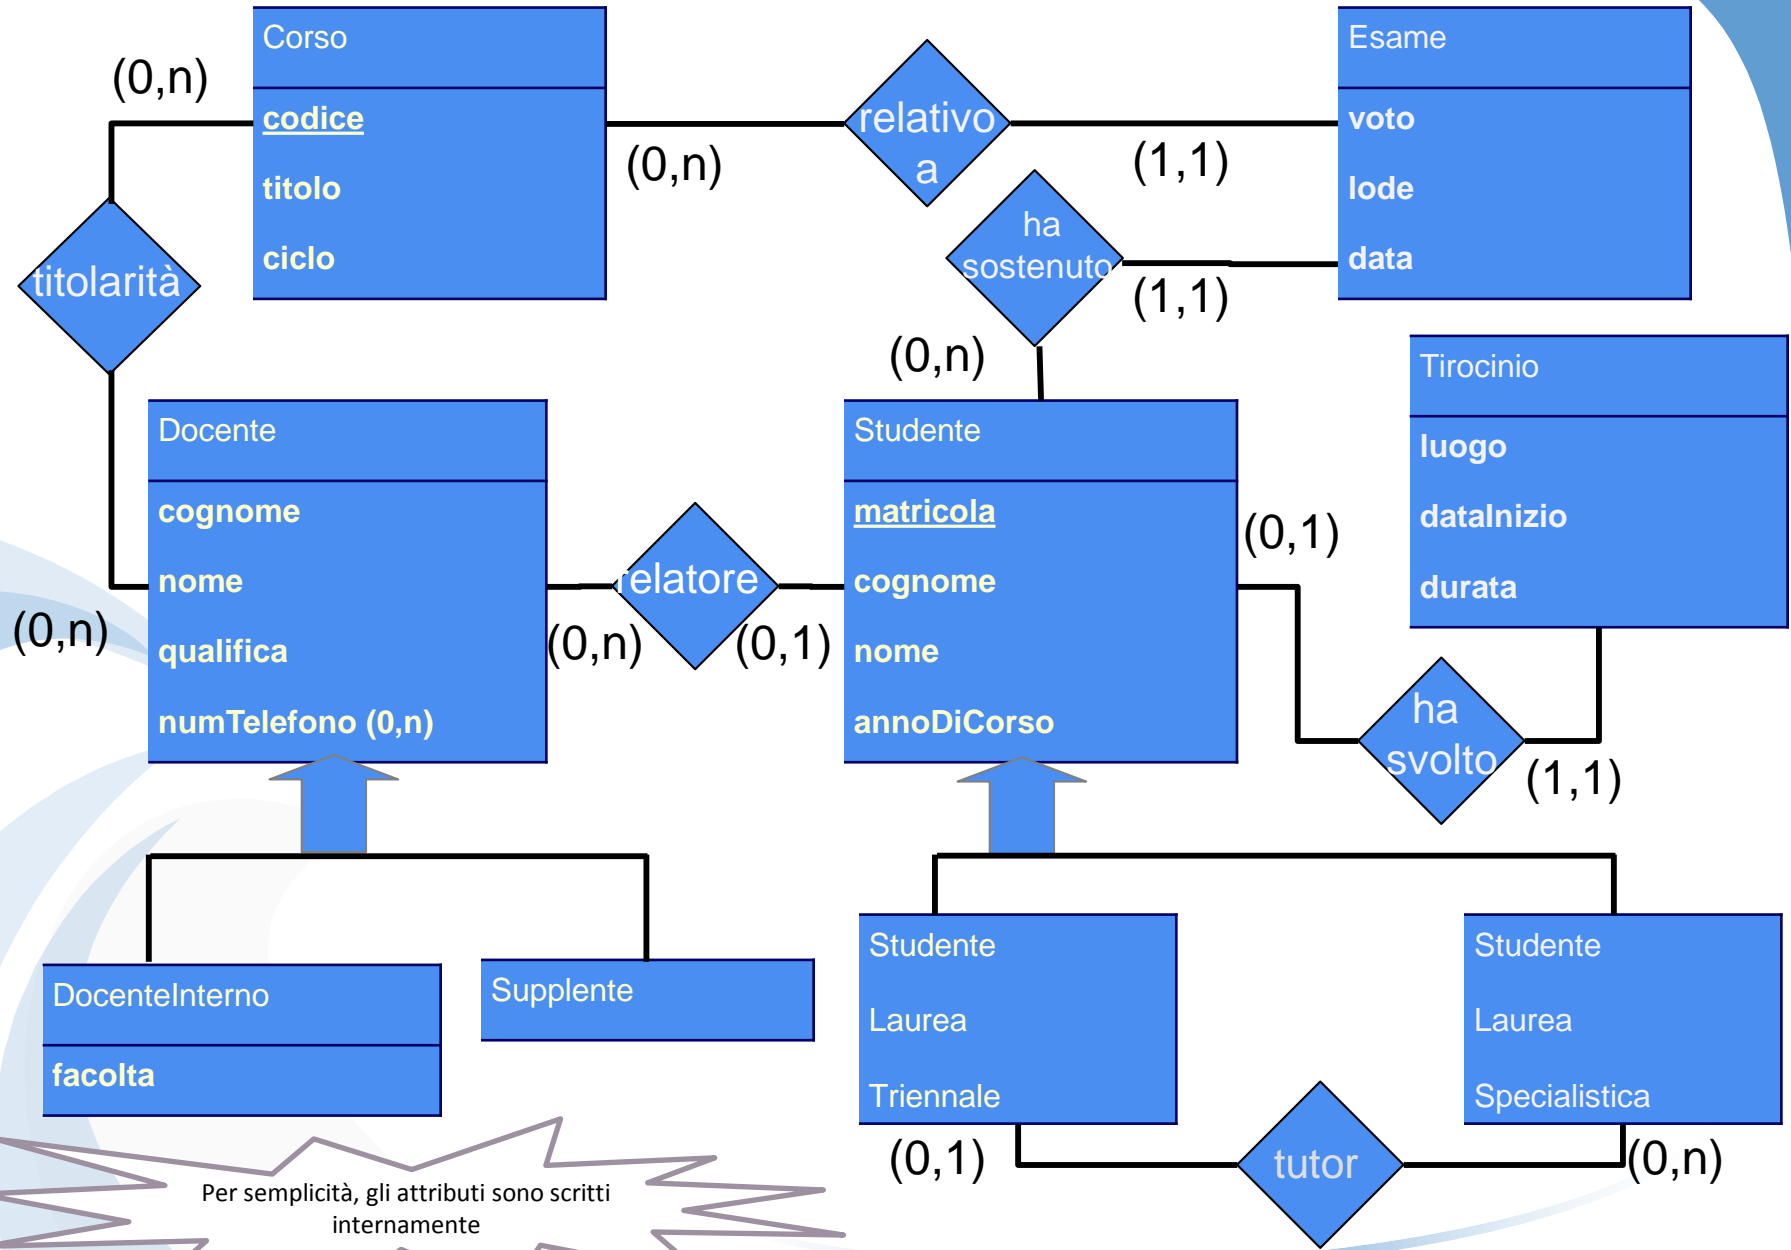 Corso
codice
titolo
ciclo
(0,n)
titolarità
(0,n)
(0,n)
relativo
a
(1,1)
Esame
voto
lode
data
ha
sostenuto
(1,1)
(0,n)
Docente
cognome
nome
qualifica
numTelefono (0,n)
(0,n)
relatore
(0,1)
Studente
matricola
cognome
nome
annoDiCorso
(0,1)
Tirocinio
luogo
dataInizio
durata
ha
svolto
(1,1)
DocenteInterno
facolta
Supplente
Studente
Laurea
Triennale
(0,1)
tutor
Studente
Laurea
Specialistica
(0,n)
Per semplicità, gli attributi sono scritti
internamente